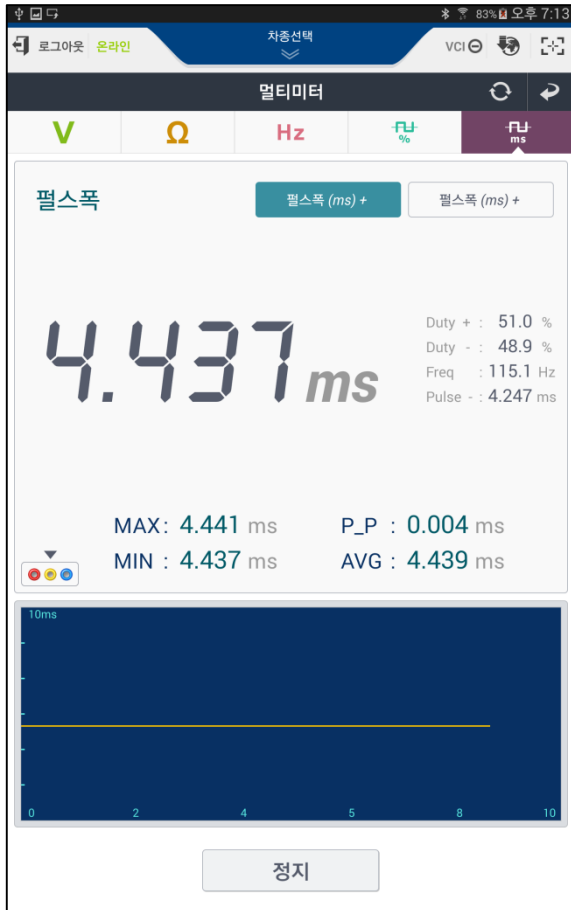 83% 오후 7:13
로그아웃 온라인 차종선택 VCI
멀티미터
V Ω Hz % ms
펄스폭 펄스폭 (ms) + 펄스폭 (ms) +
4.437 ms
Duty + : 51.0 %
Duty - : 48.9 %
Freq : 115.1 Hz
Pulse - : 4.247 ms
MAX: 4.441 ms P_P : 0.004 ms
MIN : 4.437 ms AVG : 4.439 ms
10ms
0 2 4 5 8 10
정지